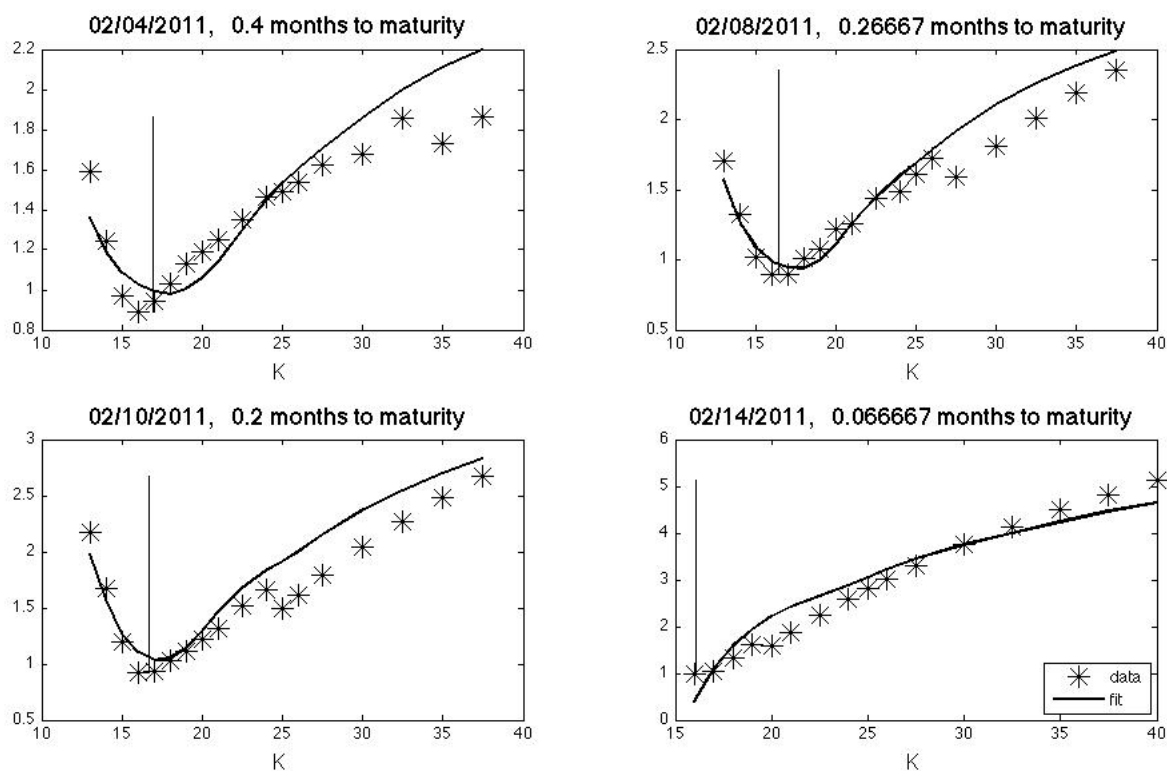 02/04/2011, 0.4 months to maturity
2.2
2
1.8
1.6
1.4
1.2
1
0.8
10 15 20 25 30 35 40
K
02/08/2011, 0.26667 months to maturity
2.5
2
1.5
1
0.5
10 15 20 25 30 35 40
K
02/10/2011, 0.2 months to maturity
3
2.5
2
1.5
1
0.5
10 15 20 25 30 35 40
K
02/14/2011, 0.066667 months to maturity
6
5
4
3
2
1
0
15 20 25 30 35 40
K
data
fit